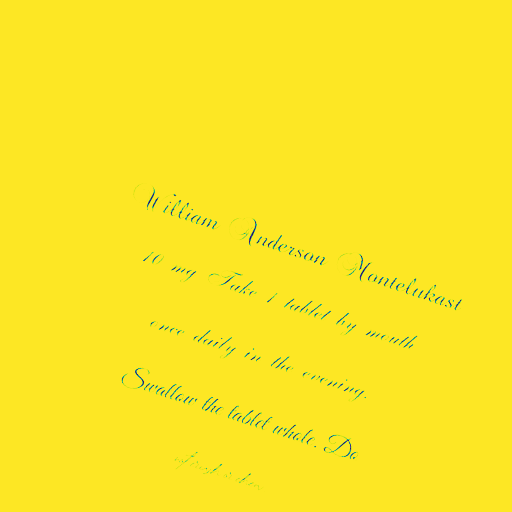 William Anderson Montelukast
10 mg Take 1 tablet by mouth
once daily in the evening.
Swallow the tablet whole. Do